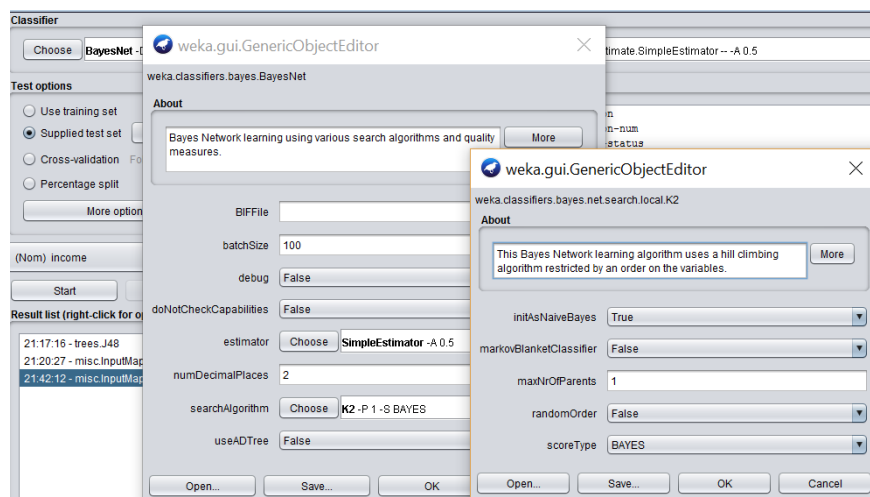 Classifier
Choose BayesNet -D
timate.SimpleEstimator -- -A 0.5
Test options
Use training set
Supplied test set
Cross-validation Fo
Percentage split
More option
(Nom) income
Start
Result list (right-click for o
21:17:16 - trees.J48
21:20:27 - misc.InputMap
21:42:12 - misc.InputMap
n
n-num
-status
weka.gui.GenericObjectEditor
weka.classifiers.bayes.BayesNet
About
Bayes Network learning using various search algorithms and quality
measures.
More
BIFFile
batchSize 100
debug False
doNotCheckCapabilities False
estimator Choose SimpleEstimator -A 0.5
numDecimalPlaces 2
searchAlgorithm Choose K2 -P 1 -S BAYES
useADTree False
Open... Save... OK
weka.gui.GenericObjectEditor
weka.classifiers.bayes.net.search.local.K2
About
This Bayes Network learning algorithm uses a hill climbing
algorithm restricted by an order on the variables.
More
initAsNaiveBayes True
markovBlanketClassifier False
maxNrOfParents 1
randomOrder False
scoreType BAYES
Open... Save... OK Cancel